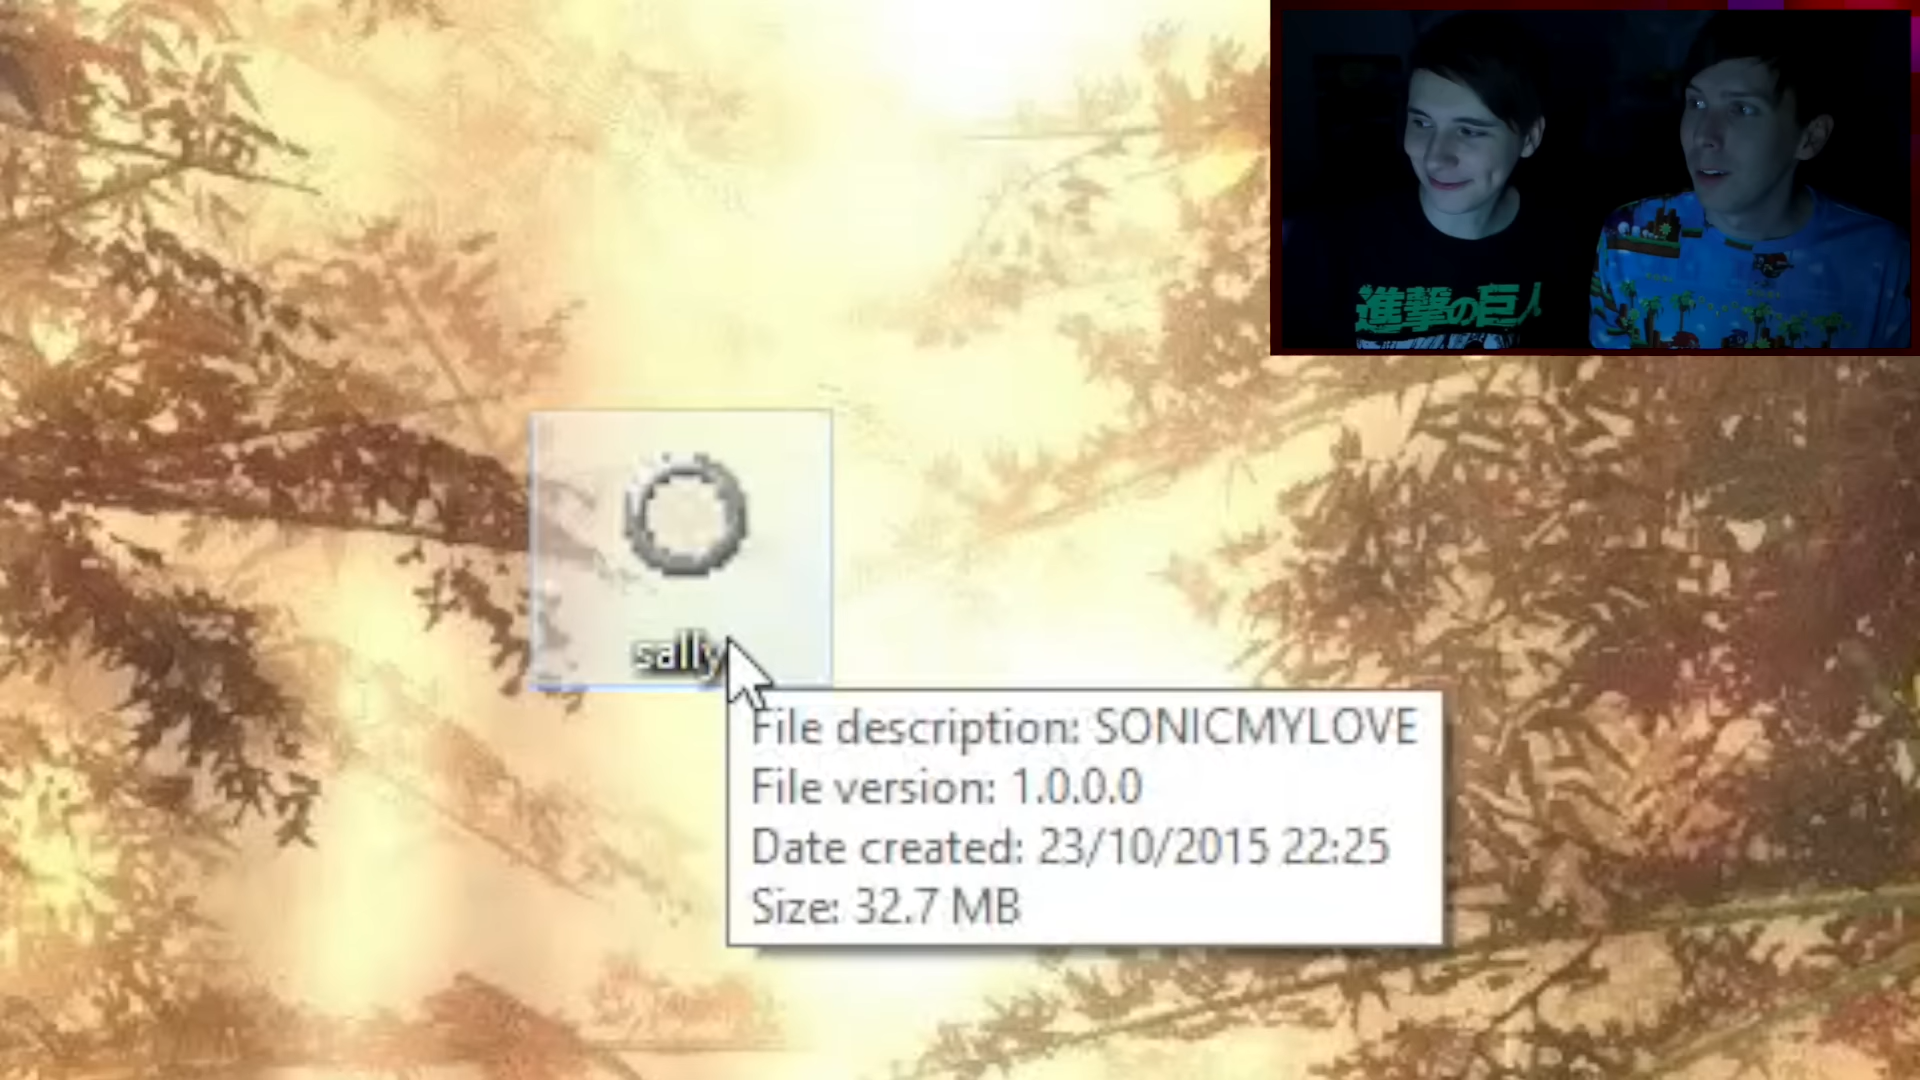 進撃の巨人
sally
File description: SONICMYLOVE
File version: 1.0.0.0
Date created: 23/10/2015 22:25
Size: 32.7 MB